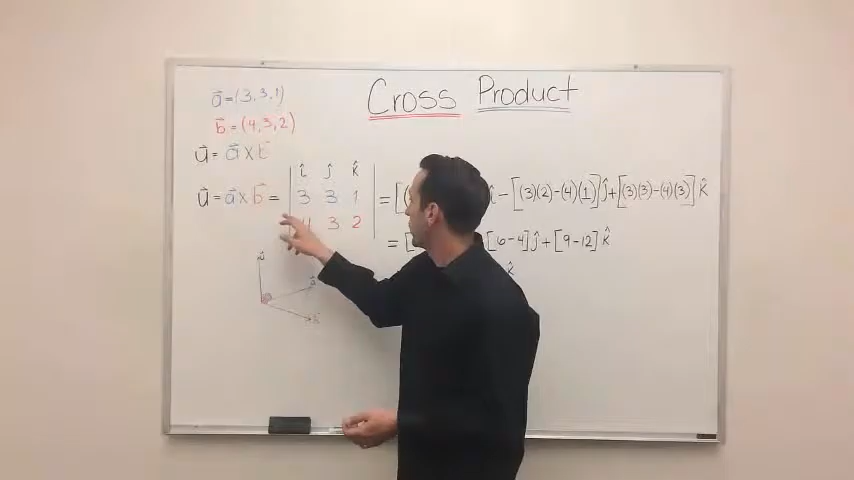 Cross Product
a⃗ = (3,3,1)
b⃗ = (4,3,2)
u⃗ = a⃗ x b⃗
î ĵ k̂
u⃗ = a⃗ x b⃗ = 3 3 1 = [( î - [(3)(2)-(4)(1)]ĵ + [(3)(3)-(4)(3)]k̂
4 3 2
= [ [6-4]ĵ + [9-12]k̂
k̂
u⃗
a⃗
b⃗